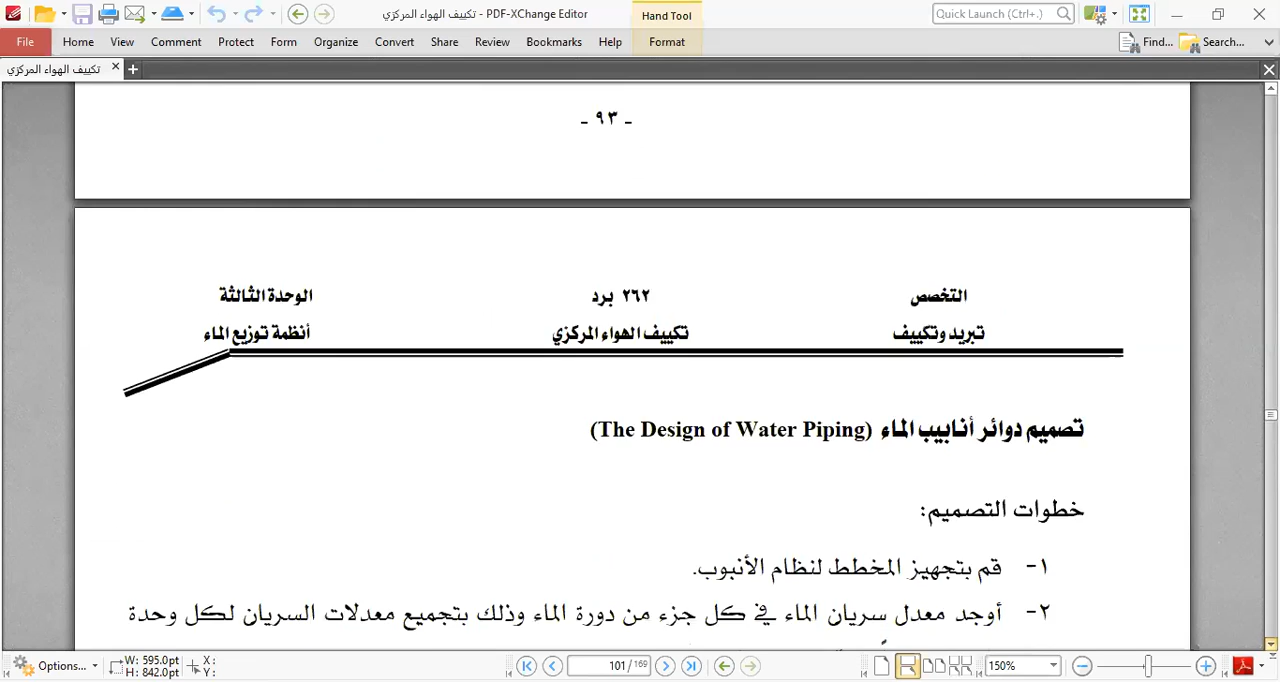 تكييف الهواء المركزي - PDF-XChange Editor
Hand Tool
Quick Launch (Ctrl+.)
File Home View Comment Protect Form Organize Convert Share Review Bookmarks Help Format Find... Search...
تكييف الهواء المركزي
- ٩٣ -
التخصص ٢٦٢ برد الوحدة الثالثة
تبريد وتكييف تكييف الهواء المركزي أنظمة توزيع الماء
تصميم دوائر أنابيب الماء (The Design of Water Piping)
خطوات التصميم:
١- قم بتجهيز المخطط لنظام الأنبوب.
٢- أوجد معدل سريان الماء في كل جزء من دورة الماء وذلك بتجميع معدلات السريان لكل وحدة
Options... W: 595.0pt X:
H: 842.0pt Y:
101 / 169
150%